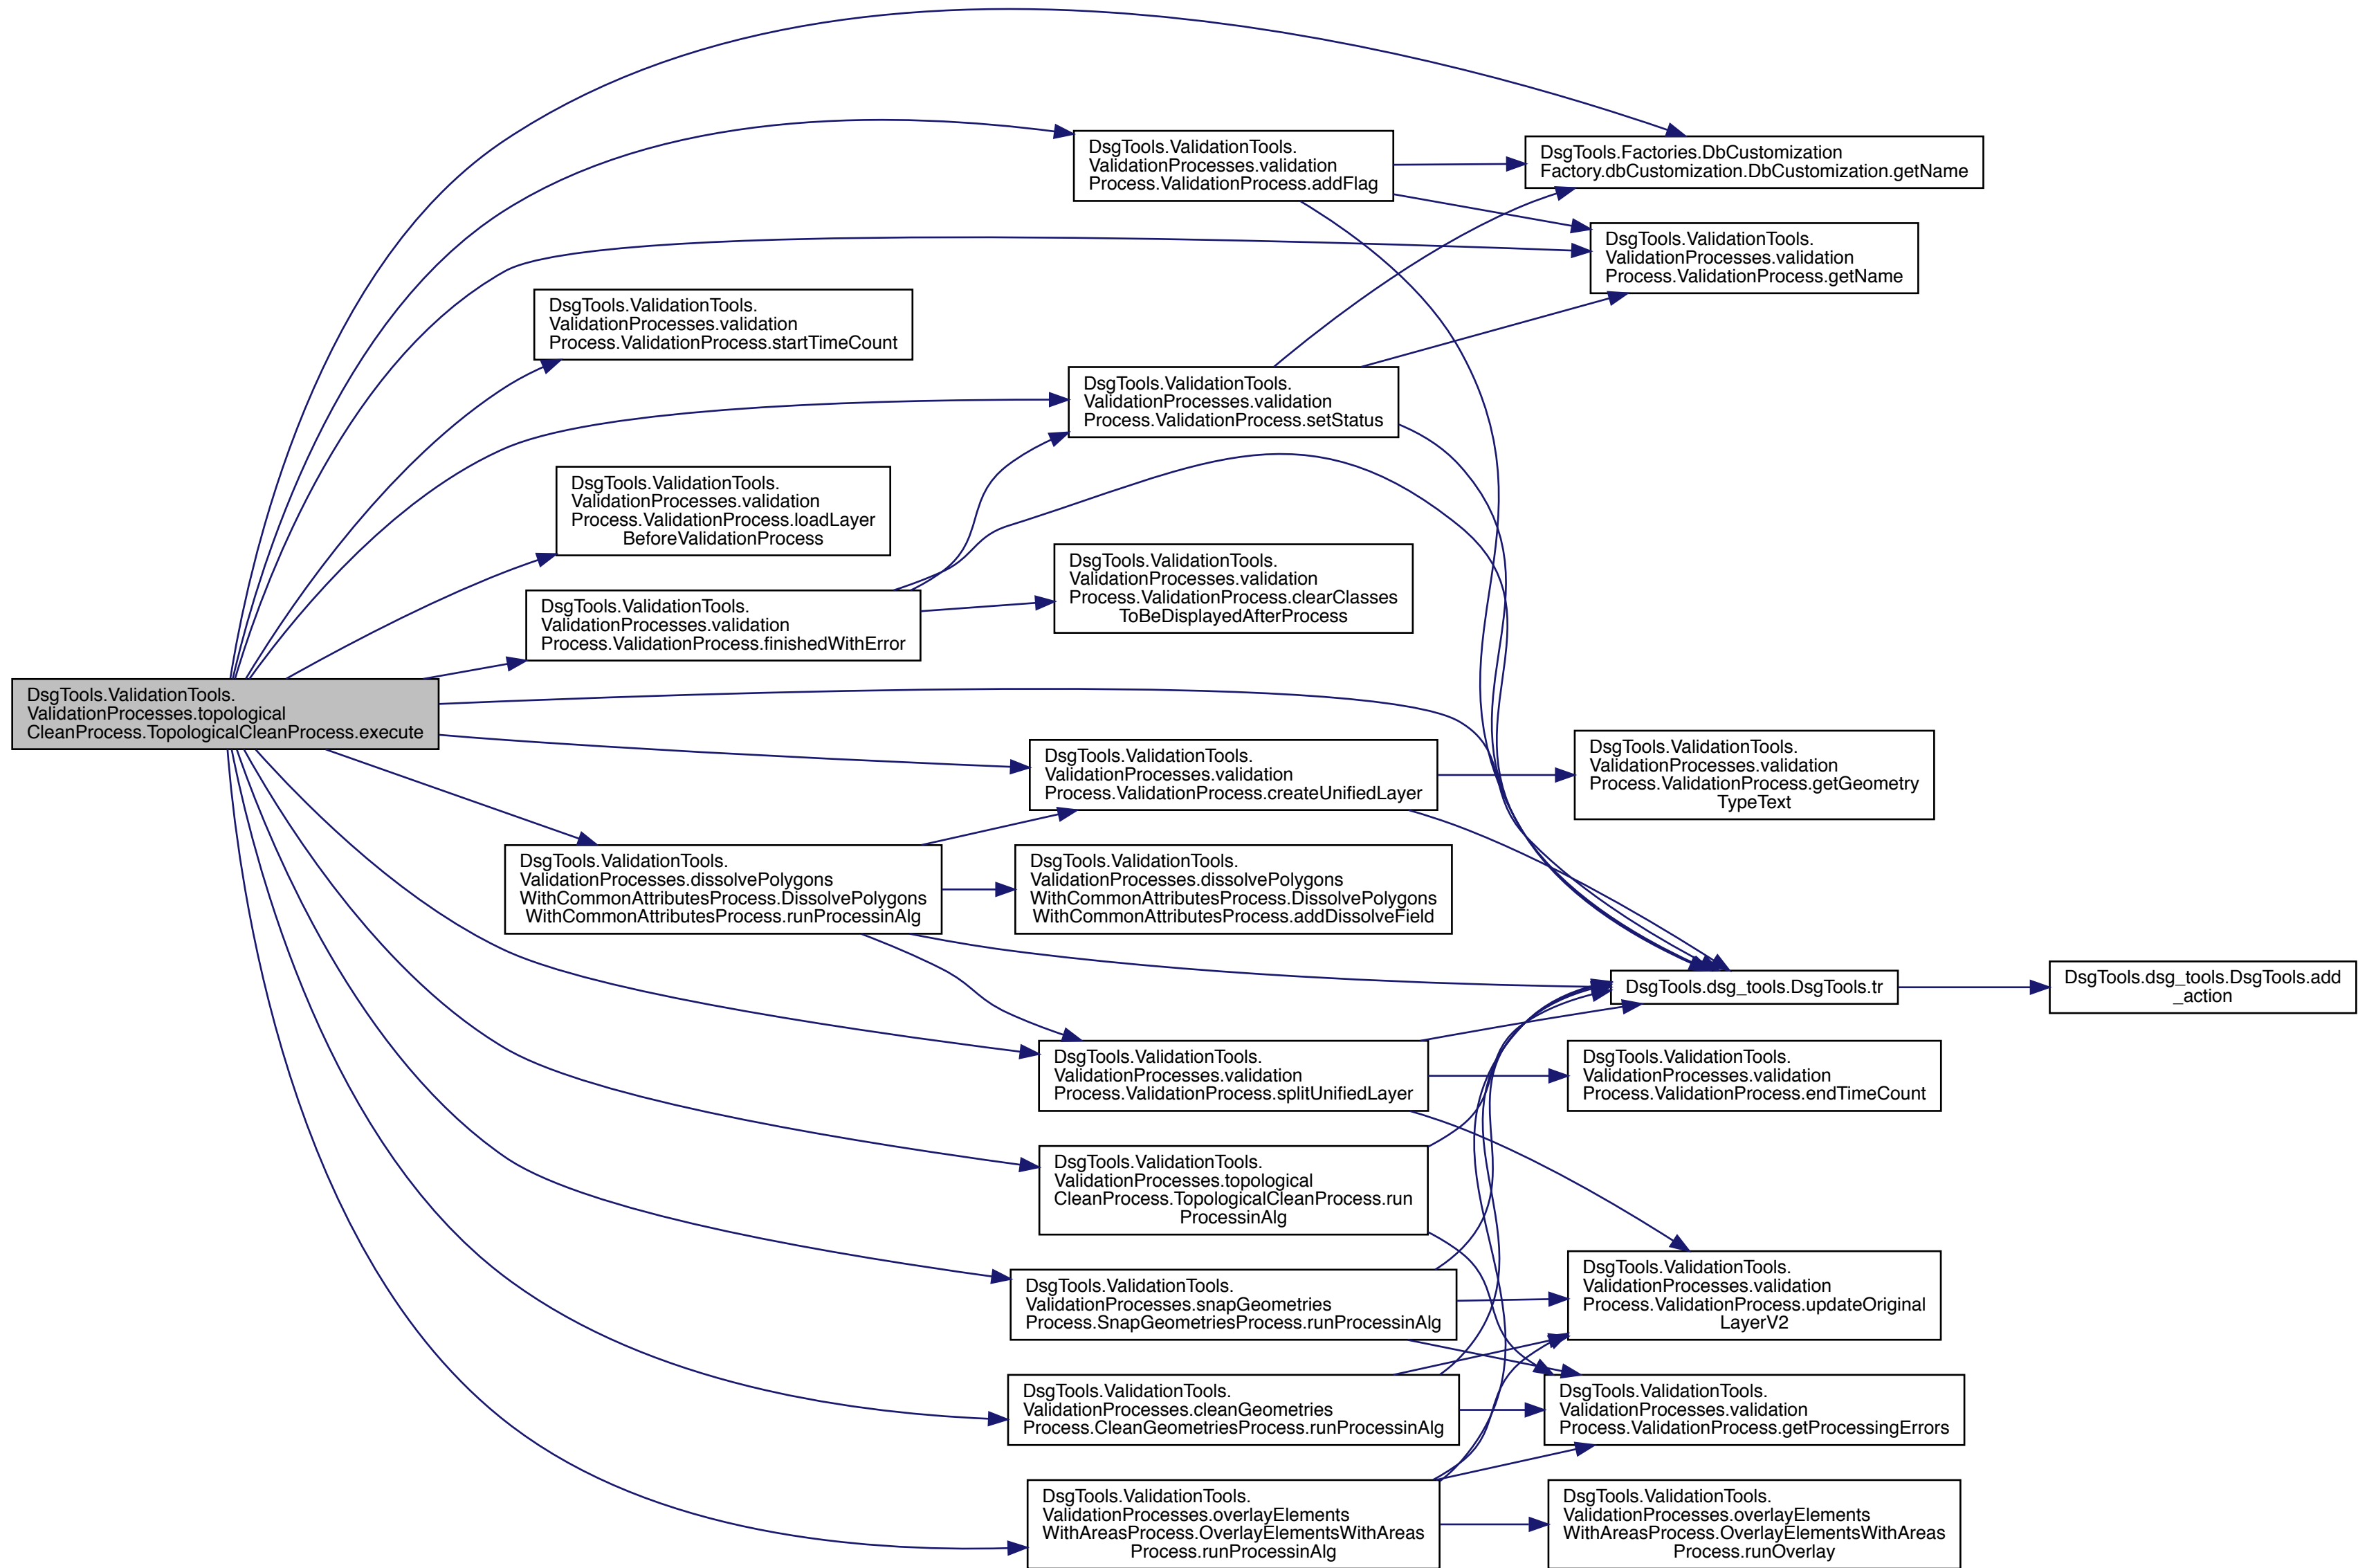 DsgTools.ValidationTools.
ValidationProcesses.topological
CleanProcess.TopologicalCleanProcess.execute
DsgTools.ValidationTools.
ValidationProcesses.validation
Process.ValidationProcess.startTimeCount
DsgTools.ValidationTools.
ValidationProcesses.validation
Process.ValidationProcess.loadLayer
BeforeValidationProcess
DsgTools.ValidationTools.
ValidationProcesses.validation
Process.ValidationProcess.finishedWithError
DsgTools.ValidationTools.
ValidationProcesses.dissolvePolygons
WithCommonAttributesProcess.DissolvePolygons
WithCommonAttributesProcess.runProcessinAlg
DsgTools.ValidationTools.
ValidationProcesses.validation
Process.ValidationProcess.addFlag
DsgTools.ValidationTools.
ValidationProcesses.validation
Process.ValidationProcess.setStatus
DsgTools.ValidationTools.
ValidationProcesses.validation
Process.ValidationProcess.clearClasses
ToBeDisplayedAfterProcess
DsgTools.ValidationTools.
ValidationProcesses.validation
Process.ValidationProcess.createUnifiedLayer
DsgTools.ValidationTools.
ValidationProcesses.dissolvePolygons
WithCommonAttributesProcess.DissolvePolygons
WithCommonAttributesProcess.addDissolveField
DsgTools.ValidationTools.
ValidationProcesses.validation
Process.ValidationProcess.splitUnifiedLayer
DsgTools.ValidationTools.
ValidationProcesses.topological
CleanProcess.TopologicalCleanProcess.run
ProcessinAlg
DsgTools.ValidationTools.
ValidationProcesses.snapGeometries
Process.SnapGeometriesProcess.runProcessinAlg
DsgTools.ValidationTools.
ValidationProcesses.cleanGeometries
Process.CleanGeometriesProcess.runProcessinAlg
DsgTools.ValidationTools.
ValidationProcesses.overlayElements
WithAreasProcess.OverlayElementsWithAreas
Process.runProcessinAlg
DsgTools.Factories.DbCustomization
Factory.dbCustomization.DbCustomization.getName
DsgTools.ValidationTools.
ValidationProcesses.validation
Process.ValidationProcess.getName
DsgTools.ValidationTools.
ValidationProcesses.validation
Process.ValidationProcess.getGeometry
TypeText
DsgTools.dsg_tools.DsgTools.tr
DsgTools.ValidationTools.
ValidationProcesses.validation
Process.ValidationProcess.endTimeCount
DsgTools.ValidationTools.
ValidationProcesses.validation
Process.ValidationProcess.updateOriginal
LayerV2
DsgTools.ValidationTools.
ValidationProcesses.validation
Process.ValidationProcess.getProcessingErrors
DsgTools.ValidationTools.
ValidationProcesses.overlayElements
WithAreasProcess.OverlayElementsWithAreas
Process.runOverlay
DsgTools.dsg_tools.DsgTools.add
_action